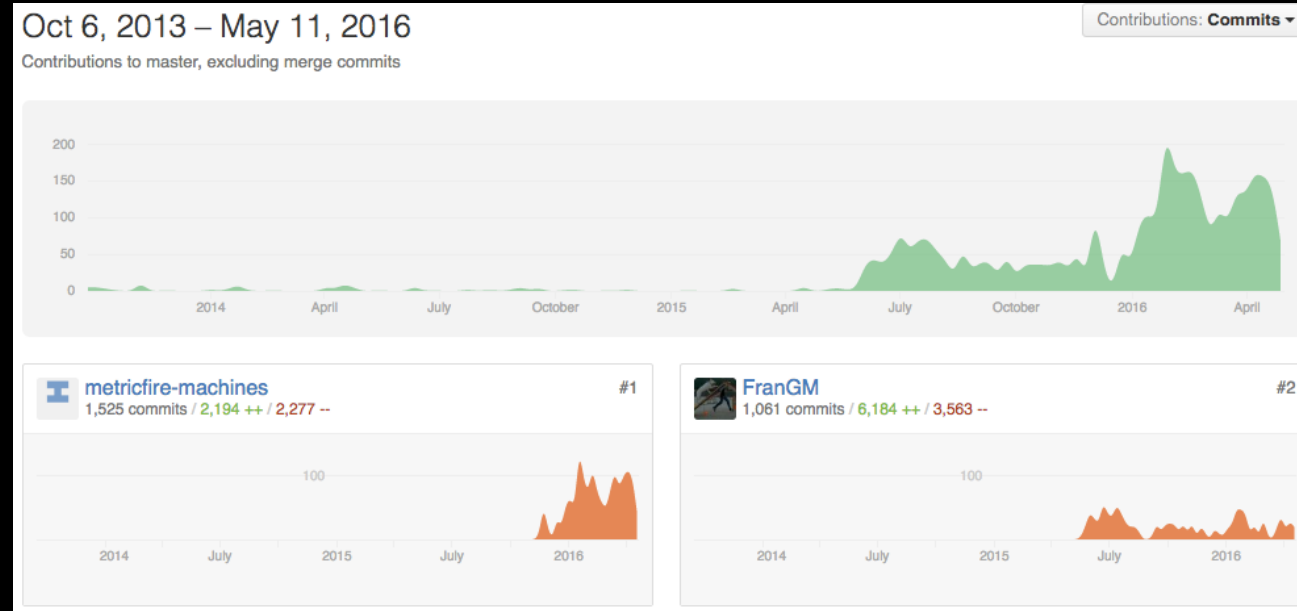 Oct 6, 2013 – May 11, 2016
Contributions: Commits
Contributions to master, excluding merge commits
200
150
100
50
0
2014 April July October 2015 April July October 2016 April
metricfire-machines #1
1,525 commits / 2,194 ++ / 2,277 --
100
2014 July 2015 July 2016
FranGM #2
1,061 commits / 6,184 ++ / 3,563 --
100
2014 July 2015 July 2016